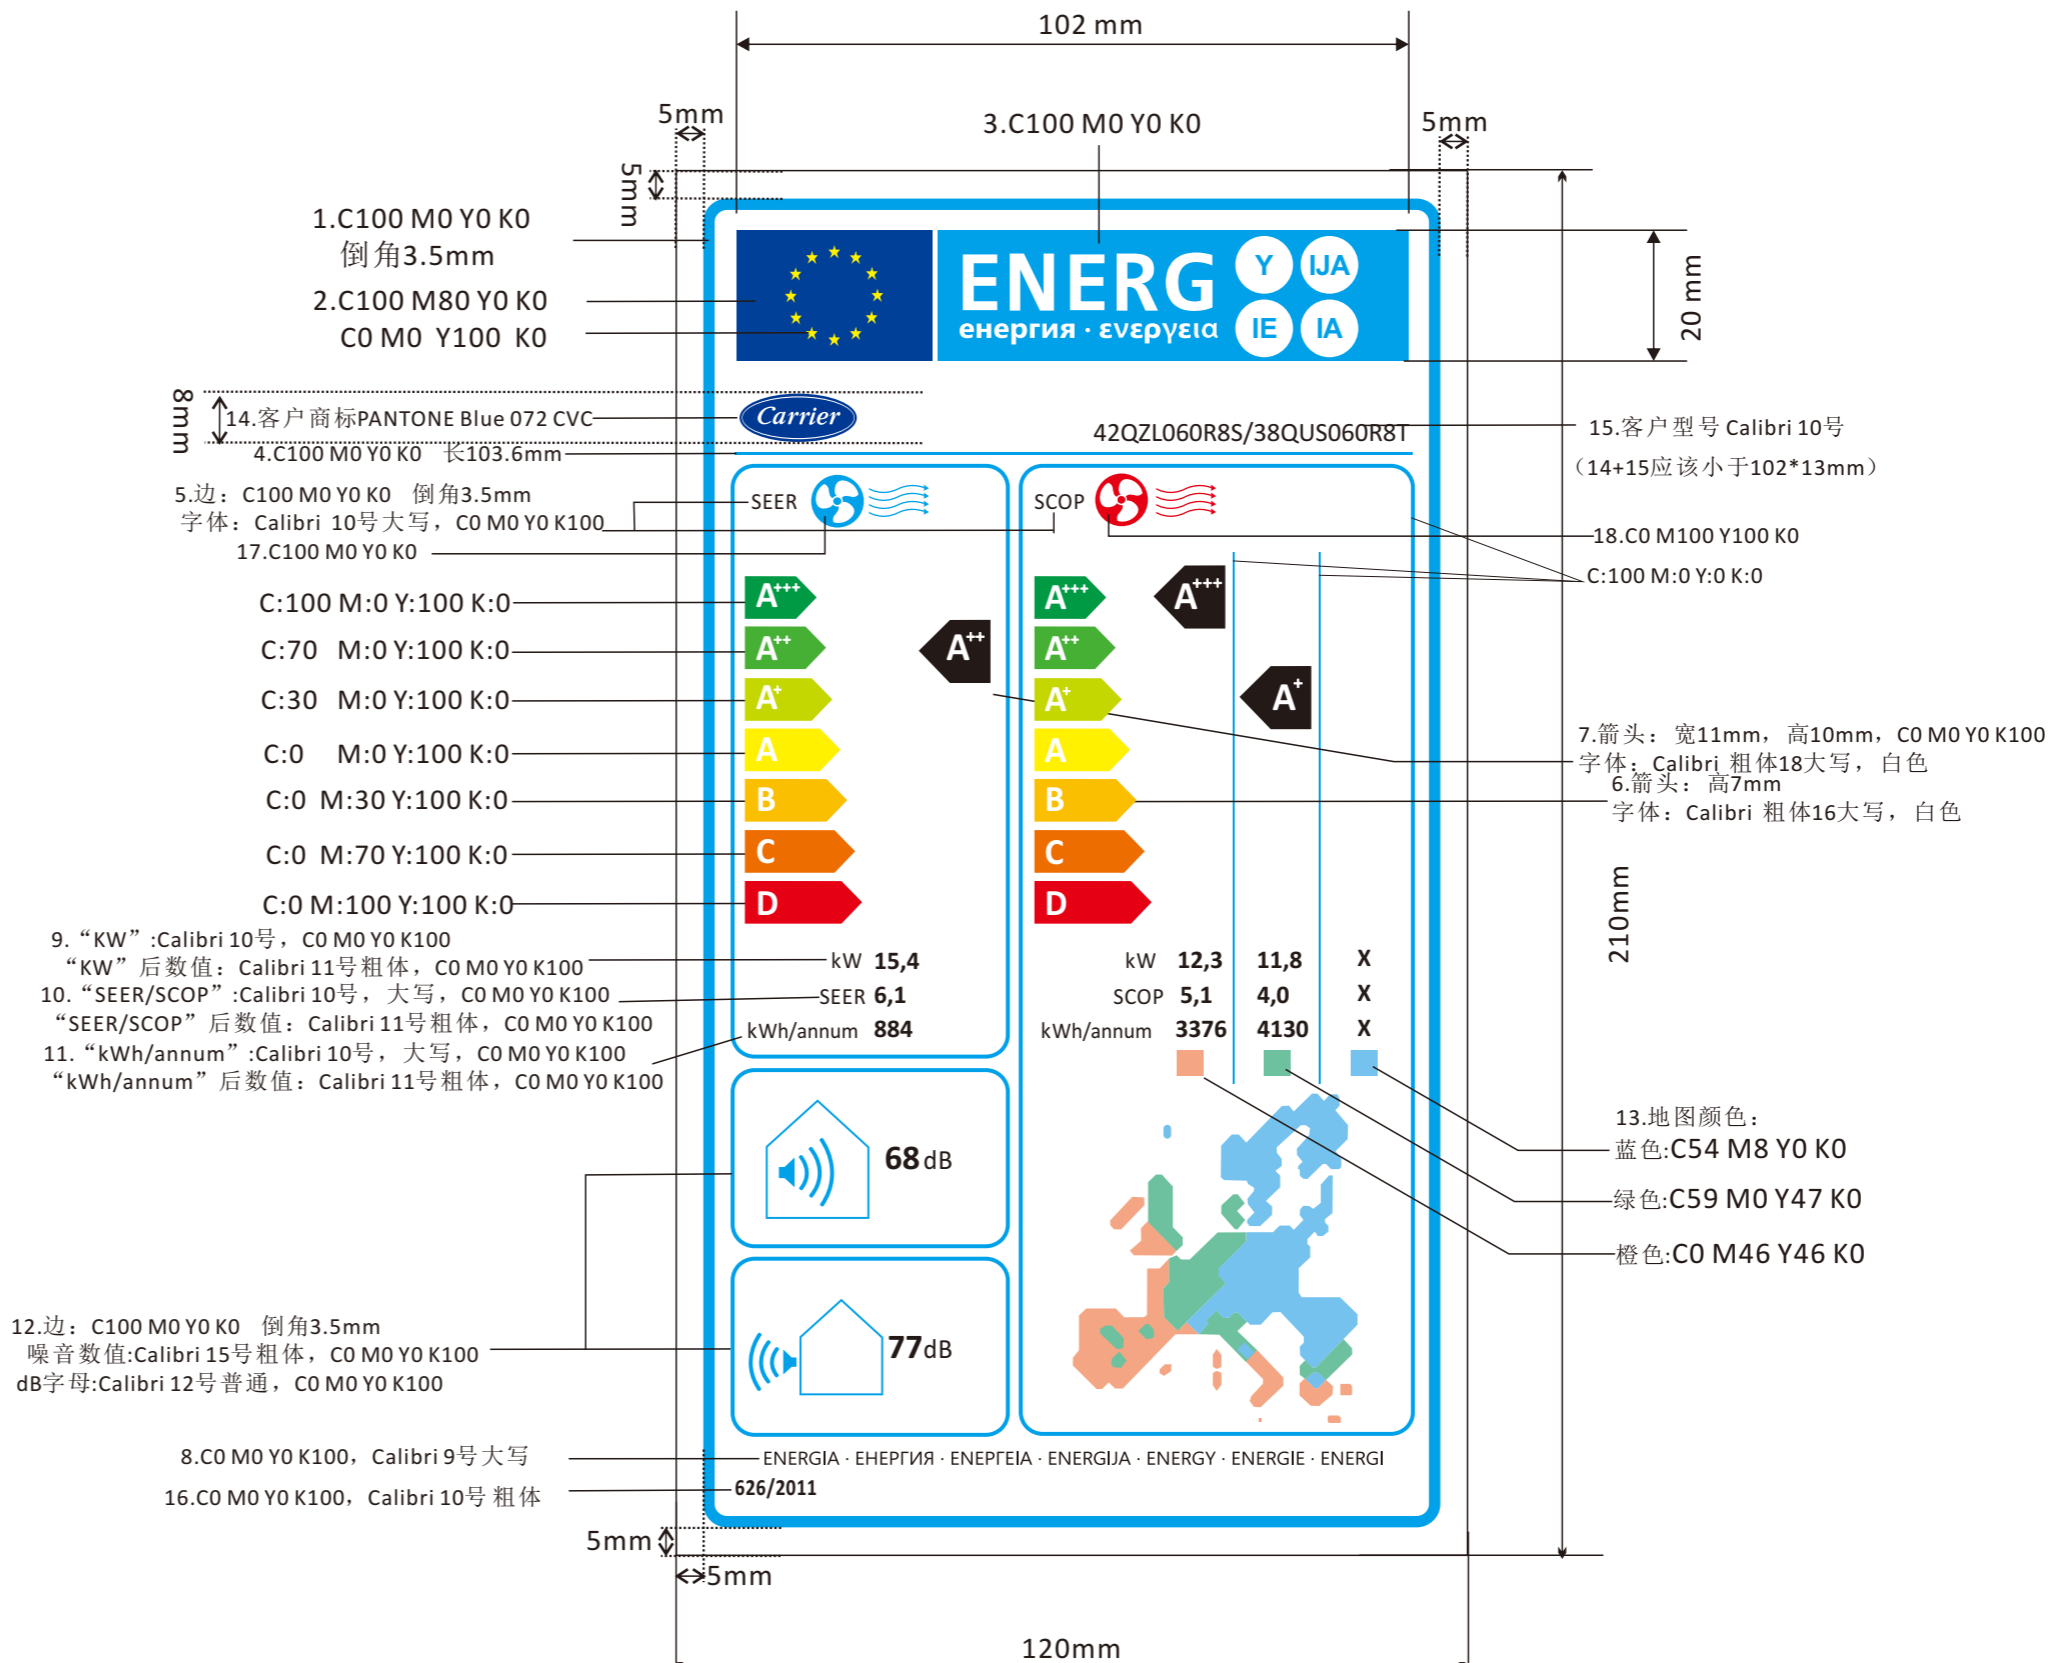 102 mm
5mm
3.C100 M0 Y0 K0
5mm
5mm
1.C100 M0 Y0 K0
倒角3.5mm
2.C100 M80 Y0 K0
C0 M0 Y100 K0
ENERG
енергия · ενεργεια
Y
IJA
IE
IA
20 mm
8mm
14.客户商标PANTONE Blue 072 CVC
Carrier
42QZL060R8S/38QUS060R8T
15.客户型号 Calibri 10号
（14+15应该小于102*13mm）
4.C100 M0 Y0 K0 长103.6mm
5.边：C100 M0 Y0 K0 倒角3.5mm
字体：Calibri 10号大写，C0 M0 Y0 K100
17.C100 M0 Y0 K0
SEER
SCOP
18.C0 M100 Y100 K0
C:100 M:0 Y:0 K:0
C:100 M:0 Y:100 K:0
C:70 M:0 Y:100 K:0
C:30 M:0 Y:100 K:0
C:0 M:0 Y:100 K:0
C:0 M:30 Y:100 K:0
C:0 M:70 Y:100 K:0
C:0 M:100 Y:100 K:0
A+++
A++
A+
A
B
C
D
A++
A+++
A++
A+
A
B
C
D
A+++
A+
7.箭头：宽11mm，高10mm，C0 M0 Y0 K100
字体：Calibri 粗体18大写，白色
6.箭头：高7mm
字体：Calibri 粗体16大写，白色
210mm
9.“KW”:Calibri 10号，C0 M0 Y0 K100
“KW”后数值：Calibri 11号粗体，C0 M0 Y0 K100
10.“SEER/SCOP”:Calibri 10号，大写，C0 M0 Y0 K100
“SEER/SCOP”后数值：Calibri 11号粗体，C0 M0 Y0 K100
11.“kWh/annum”:Calibri 10号，大写，C0 M0 Y0 K100
“kWh/annum”后数值：Calibri 11号粗体，C0 M0 Y0 K100
kW 15,4
SEER 6,1
kWh/annum 884
kW 12,3 11,8 X
SCOP 5,1 4,0 X
kWh/annum 3376 4130 X
13.地图颜色：
蓝色:C54 M8 Y0 K0
绿色:C59 M0 Y47 K0
橙色:C0 M46 Y46 K0
68dB
77dB
12.边：C100 M0 Y0 K0 倒角3.5mm
噪音数值:Calibri 15号粗体，C0 M0 Y0 K100
dB字母:Calibri 12号普通，C0 M0 Y0 K100
8.C0 M0 Y0 K100，Calibri 9号大写
ENERGIA · ЕНЕРГИЯ · ΕΝΕΡΓΕΙΑ · ENERGIJA · ENERGY · ENERGIE · ENERGI
16.C0 M0 Y0 K100，Calibri 10号 粗体
626/2011
5mm
5mm
120mm